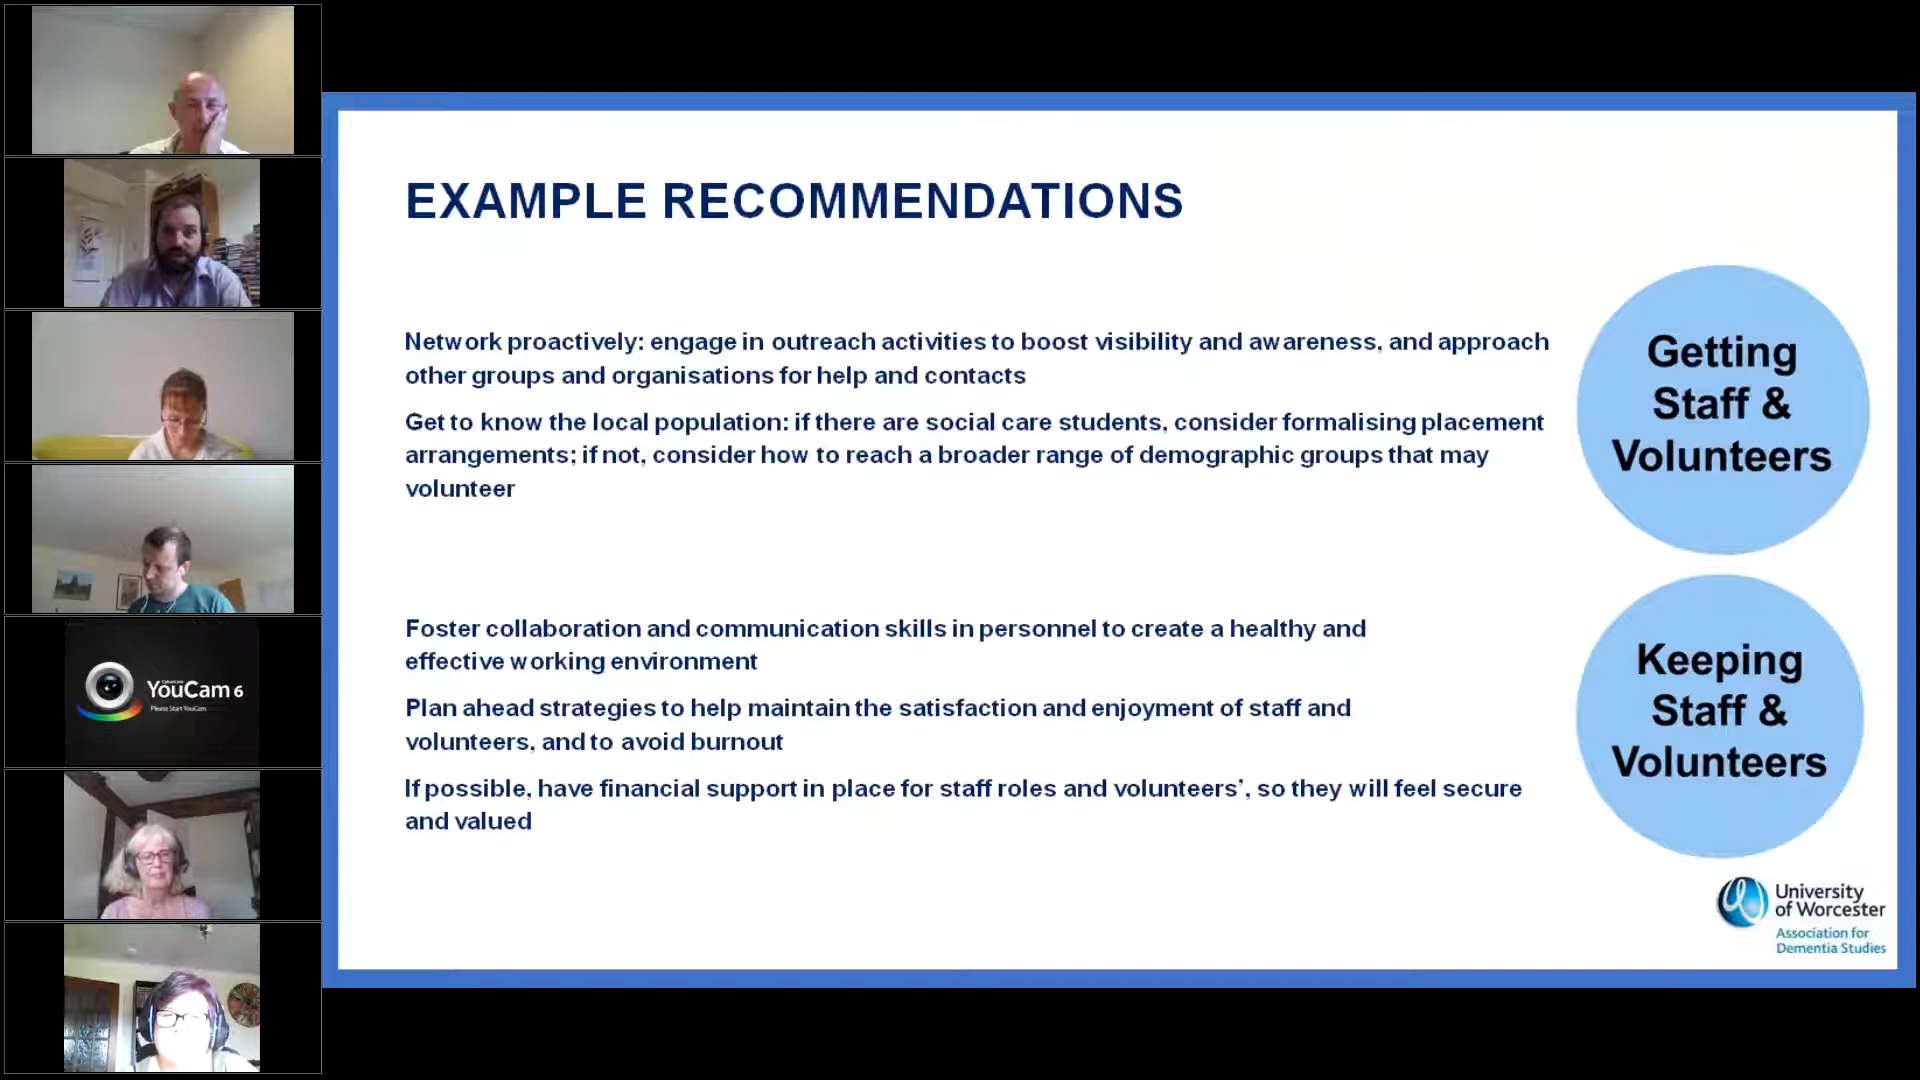 EXAMPLE RECOMMENDATIONS
Network proactively: engage in outreach activities to boost visibility and awareness, and approach
other groups and organisations for help and contacts
Get to know the local population: if there are social care students, consider formalising placement
arrangements; if not, consider how to reach a broader range of demographic groups that may
volunteer
Getting
Staff &
Volunteers
Foster collaboration and communication skills in personnel to create a healthy and
effective working environment
Plan ahead strategies to help maintain the satisfaction and enjoyment of staff and
volunteers, and to avoid burnout
If possible, have financial support in place for staff roles and volunteers’, so they will feel secure
and valued
Keeping
Staff &
Volunteers
University
of Worcester
Association for
Dementia Studies
YouCam 6
Please Start YouCam